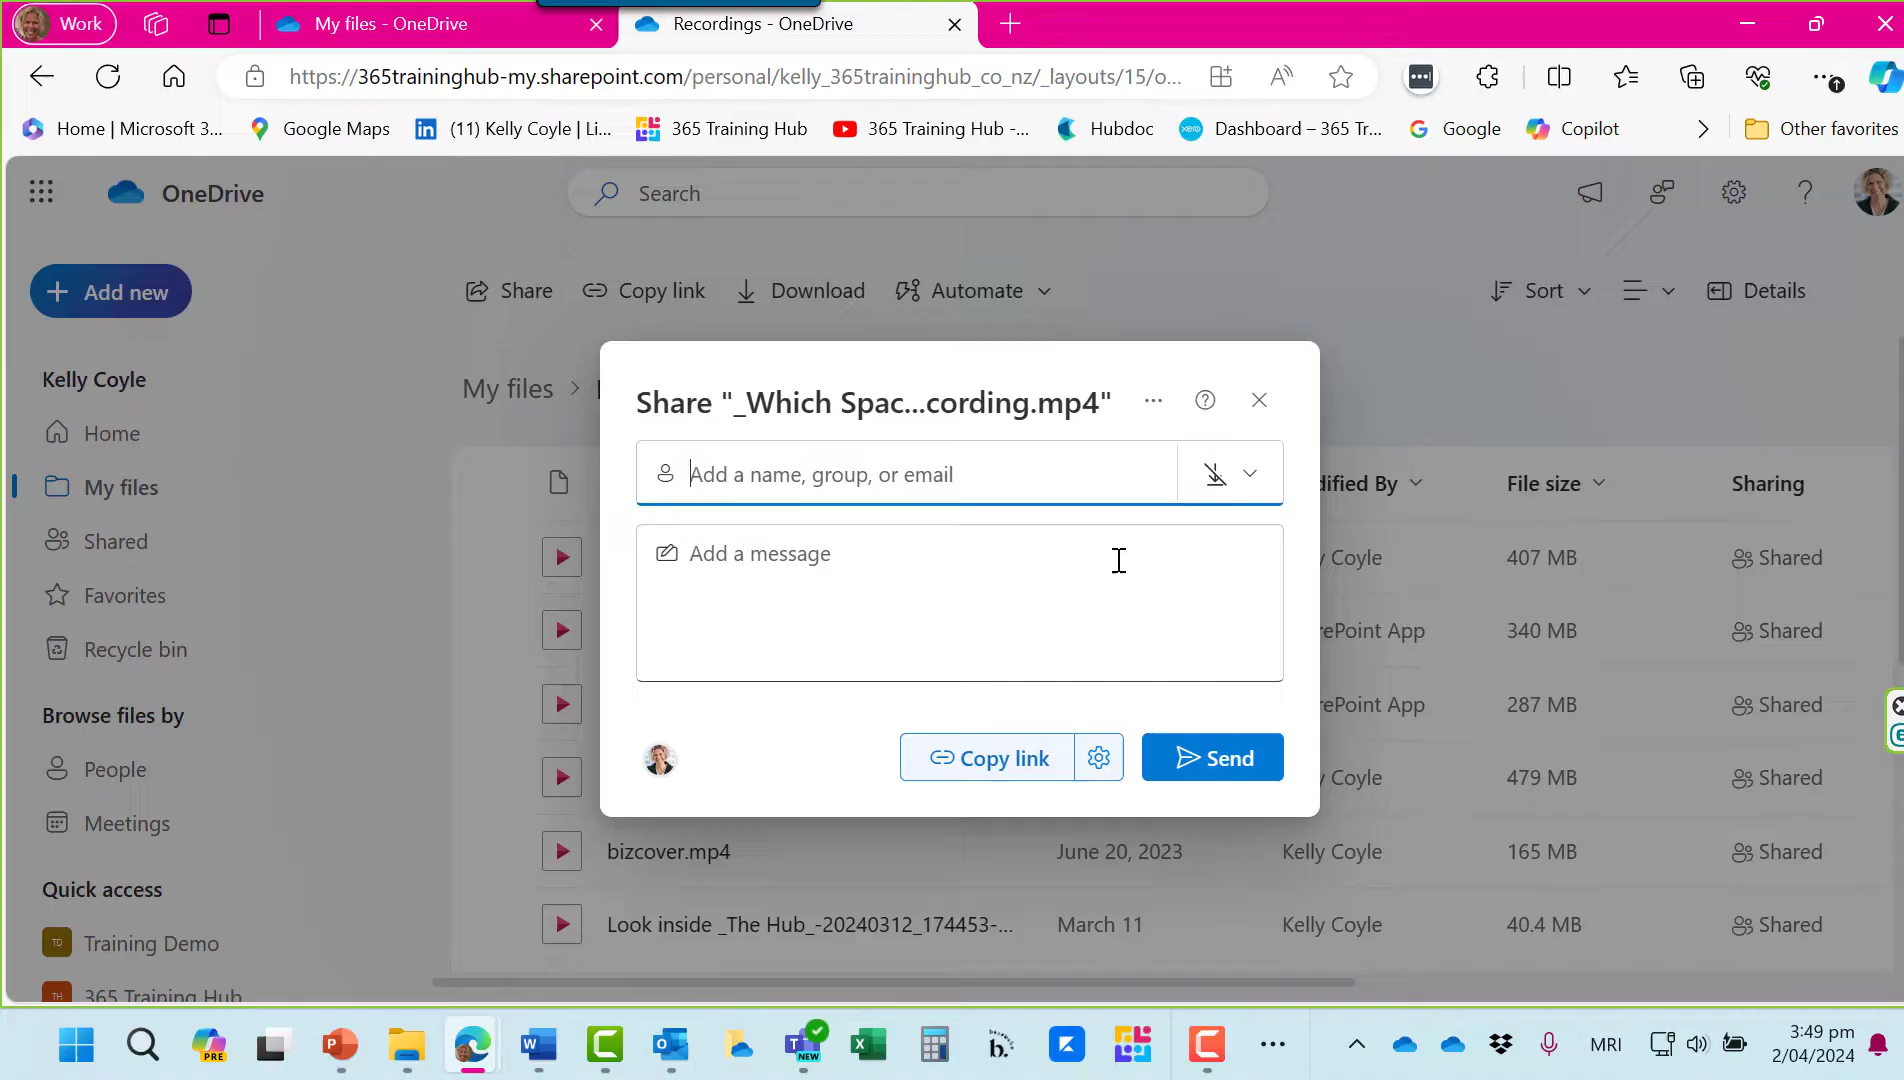 Work
My files - OneDrive
Recordings - OneDrive
https://365traininghub-my.sharepoint.com/personal/kelly_365traininghub_co_nz/_layouts/15/o...
Home | Microsoft 3...
Google Maps
(11) Kelly Coyle | Li...
365 Training Hub
365 Training Hub -...
Hubdoc
Dashboard – 365 Tr...
Google
Copilot
Other favorites
OneDrive
Search
Add new
Share
Copy link
Download
Automate
Sort
Details
Kelly Coyle
Home
My files
Shared
Favorites
Recycle bin
Browse files by
People
Meetings
Quick access
TD
Training Demo
TH
365 Training Hub
My files >
Share "_Which Spac...cording.mp4"
Add a name, group, or email
Add a message
Copy link
Send
dified By
File size
Sharing
Coyle
407 MB
Shared
ePoint App
340 MB
Shared
ePoint App
287 MB
Shared
Coyle
479 MB
Shared
bizcover.mp4
June 20, 2023
Kelly Coyle
165 MB
Shared
Look inside _The Hub_-20240312_174453-...
March 11
Kelly Coyle
40.4 MB
Shared
PRE
NEW
MRI
3:49 pm
2/04/2024